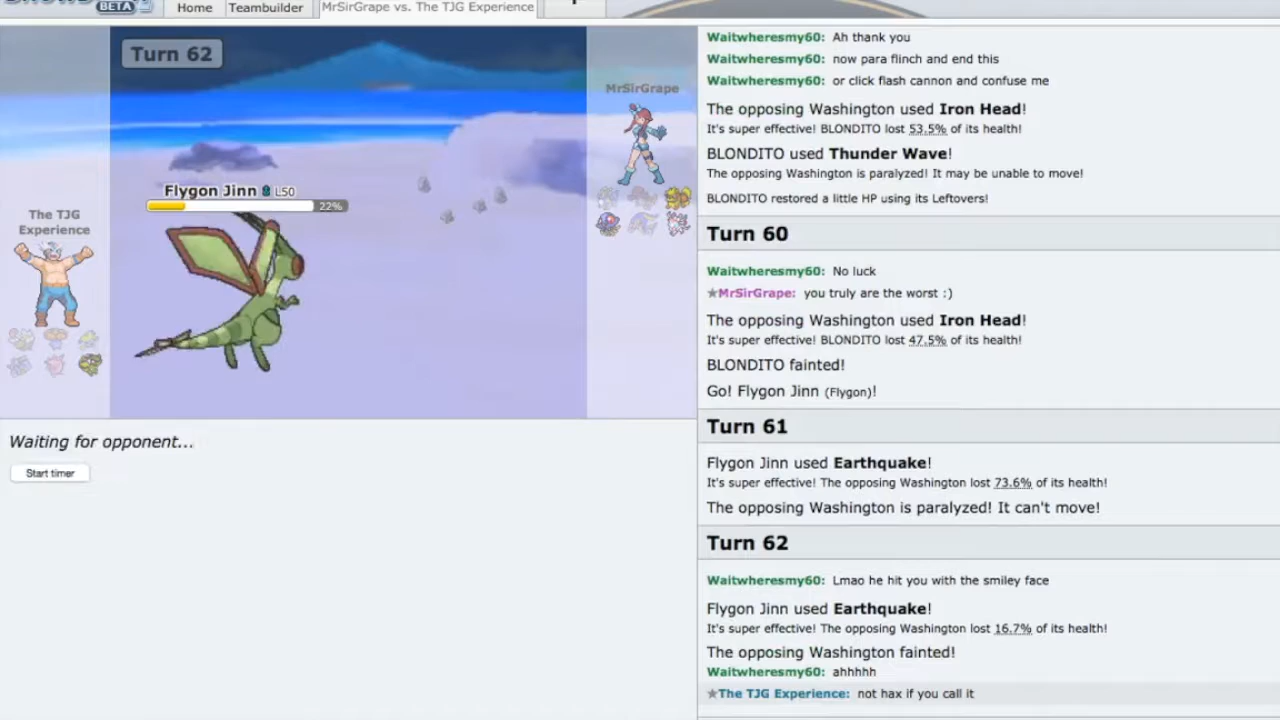 BETA
Home
Teambuilder
MrSirGrape vs. The TJG Experience
Turn 62
MrSirGrape
Flygon Jinn L50
22%
The TJG
Experience
Waiting for opponent...
Start timer
Waitwheresmy60: Ah thank you
Waitwheresmy60: now para flinch and end this
Waitwheresmy60: or click flash cannon and confuse me
The opposing Washington used Iron Head!
It's super effective! BLONDITO lost 53.5% of its health!
BLONDITO used Thunder Wave!
The opposing Washington is paralyzed! It may be unable to move!
BLONDITO restored a little HP using its Leftovers!
Turn 60
Waitwheresmy60: No luck
★MrSirGrape: you truly are the worst :)
The opposing Washington used Iron Head!
It's super effective! BLONDITO lost 47.5% of its health!
BLONDITO fainted!
Go! Flygon Jinn (Flygon)!
Turn 61
Flygon Jinn used Earthquake!
It's super effective! The opposing Washington lost 73.6% of its health!
The opposing Washington is paralyzed! It can't move!
Turn 62
Waitwheresmy60: Lmao he hit you with the smiley face
Flygon Jinn used Earthquake!
It's super effective! The opposing Washington lost 16.7% of its health!
The opposing Washington fainted!
Waitwheresmy60: ahhhhh
★The TJG Experience: not hax if you call it